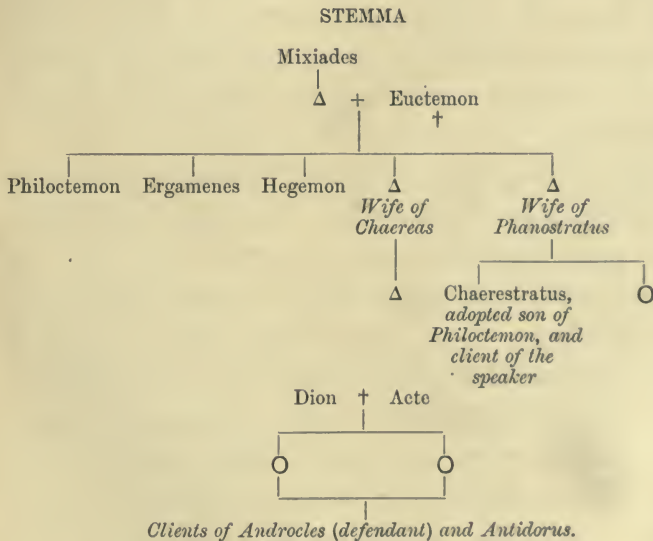 STEMMA
Mixiades
Δ + Euctemon
†
Philoctemon Ergamenes Hegemon Δ Δ
Wife of Wife of
Chaereas Phanostratus
Δ Chaerestratus, O
adopted son of
Philoctemon, and
client of the
speaker
Dion † Acte
O O
Clients of Androcles (defendant) and Antidorus.